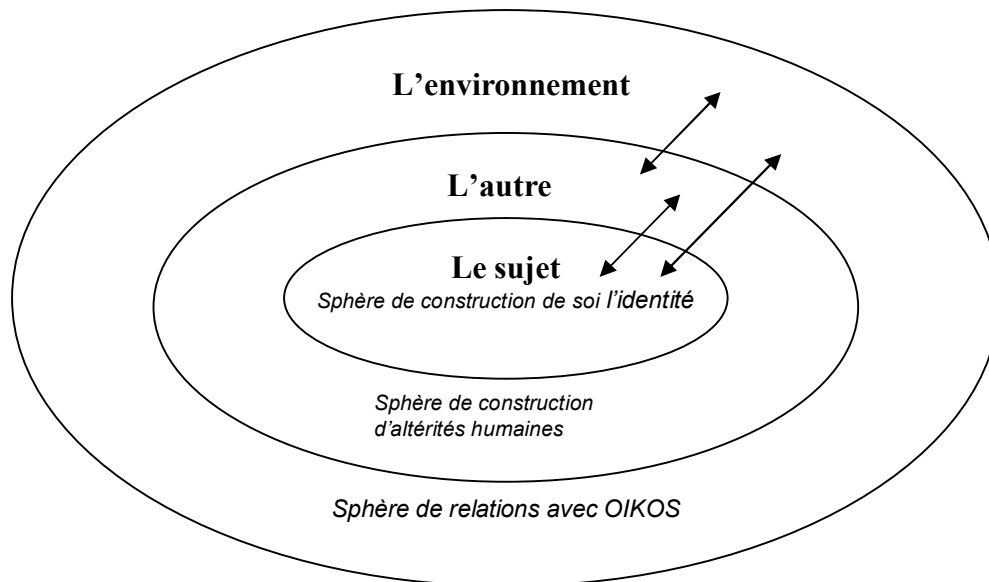 L’environnement
L’autre
Le sujet
Sphère de construction de soi l’identité
Sphère de construction
d’altérités humaines
Sphère de relations avec OIKOS